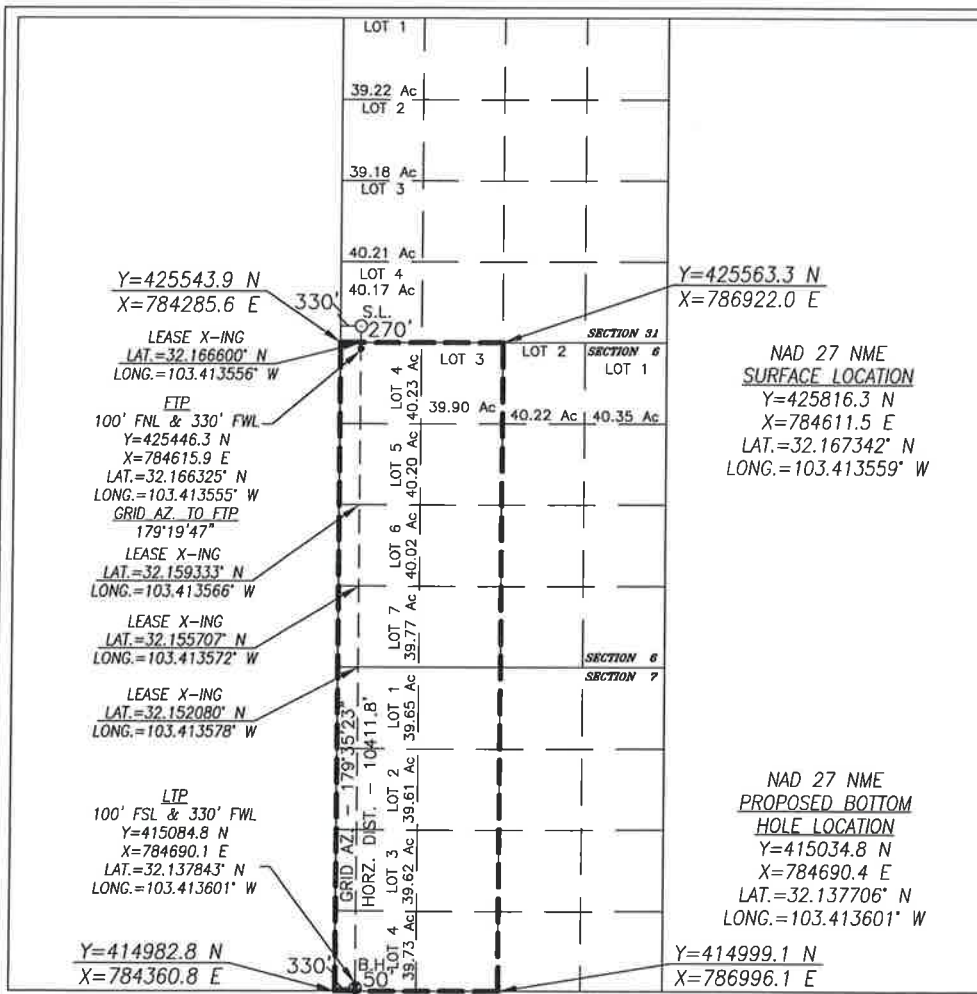 LOT 1
39.22 Ac
LOT 2
39.18 Ac
LOT 3
40.21 Ac
LOT 4
40.17 Ac
Y=425543.9 N
X=784285.6 E
330'
S.L.
270'
Y=425563.3 N
X=786922.0 E
SECTION 31
SECTION 6
LOT 3
LOT 2
LOT 1
LOT 4
40.23 Ac
39.90 Ac
40.22 Ac
40.35 Ac
LEASE X-ING
LAT.=32.166600° N
LONG.=103.413556° W
FTP
100' FNL & 330' FWL
Y=425446.3 N
X=784615.9 E
LAT.=32.166325° N
LONG.=103.413555° W
GRID AZ. TO FTP
179°19'47"
LEASE X-ING
LAT.=32.159333° N
LONG.=103.413566° W
LEASE X-ING
LAT.=32.155707° N
LONG.=103.413572° W
LEASE X-ING
LAT.=32.152080° N
LONG.=103.413578° W
NAD 27 NME
SURFACE LOCATION
Y=425816.3 N
X=784611.5 E
LAT.=32.167342° N
LONG.=103.413559° W
LOT 5
40.20 Ac
LOT 6
40.02 Ac
LOT 7
39.77 Ac
SECTION 6
SECTION 7
LOT 1
39.65 Ac
LOT 2
39.61 Ac
LOT 3
39.62 Ac
LOT 4
39.73 Ac
GRID AZ. - 179°35'23"
HORZ. DIST. - 10411.8'
LTP
100' FSL & 330' FWL
Y=415084.8 N
X=784690.1 E
LAT.=32.137843° N
LONG.=103.413601° W
NAD 27 NME
PROPOSED BOTTOM
HOLE LOCATION
Y=415034.8 N
X=784690.4 E
LAT.=32.137706° N
LONG.=103.413601° W
Y=414982.8 N
X=784360.8 E
330'
B.H.
50'
Y=414999.1 N
X=786996.1 E